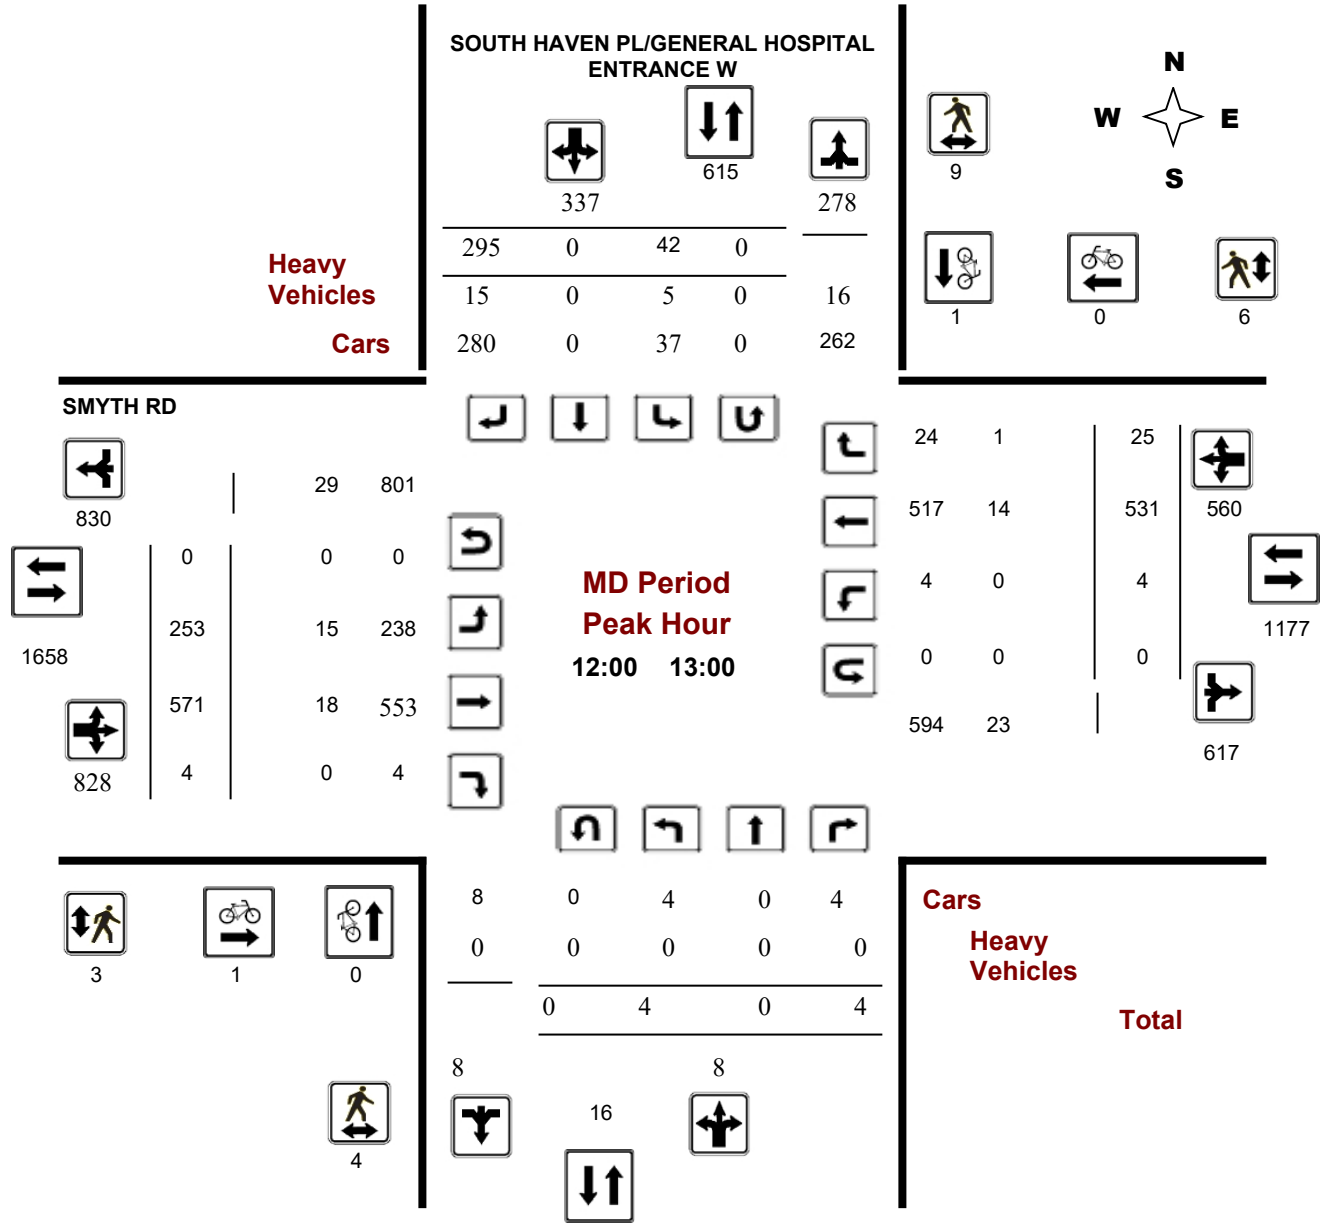 SOUTH HAVEN PL/GENERAL HOSPITAL
ENTRANCE W
N
W E
S
615
9
337
278
295 0 42 0
Heavy
Vehicles
15 0 5 0 16
1 0 6
Cars
280 0 37 0 262
SMYTH RD
24 1 25
29 801
830
517 14 531 560
0 0 0
MD Period
Peak Hour
12:00 13:00
4 0 4
253 15 238
1177
1658
0 0 0
571 18 553
594 23
617
828
4 0 4
8 0 4 0 4
Cars
0 0 0 0 0
Heavy
Vehicles
3 1 0
0 4 0 4
Total
8 8
16
4